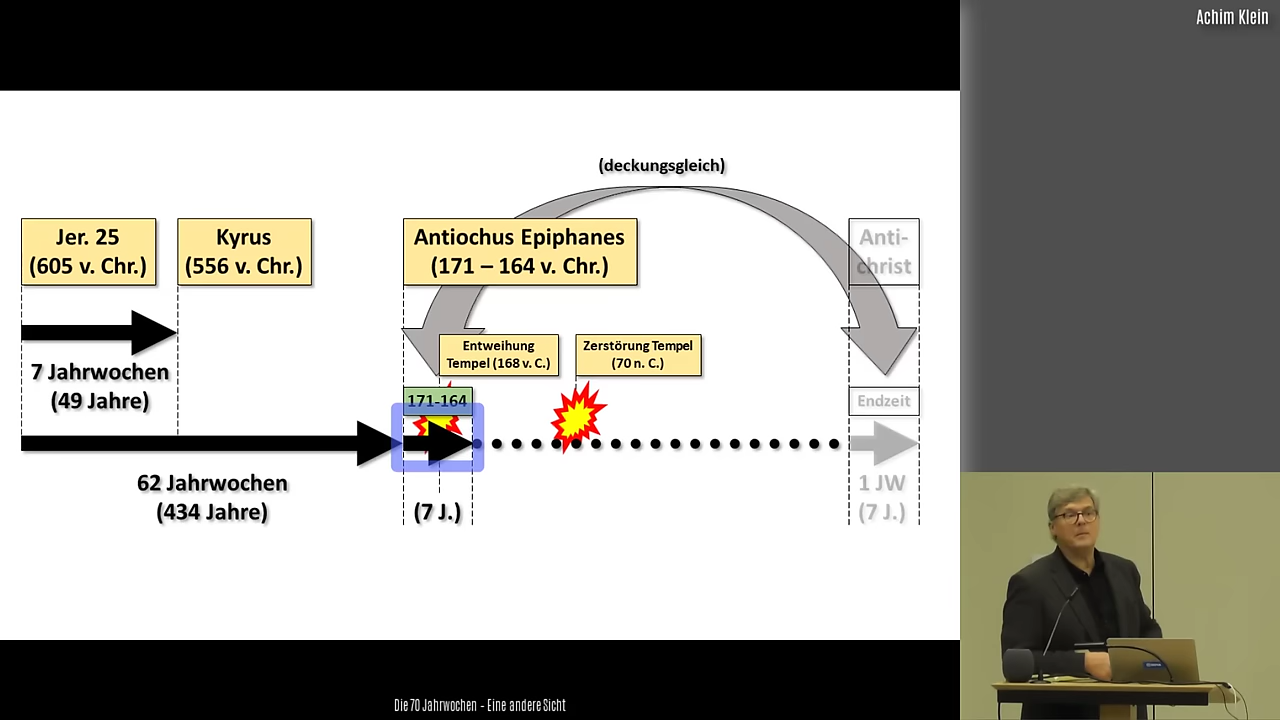 Achim Klein
(deckungsgleich)
Jer. 25
(605 v. Chr.)
Kyrus
(556 v. Chr.)
Antiochus Epiphanes
(171 – 164 v. Chr.)
Anti-
christ
Entweihung
Tempel (168 v. C.)
Zerstörung Tempel
(70 n. C.)
7 Jahrwochen
(49 Jahre)
171-164
Endzeit
62 Jahrwochen
(434 Jahre)
(7 J.)
1 JW
(7 J.)
Die 70 Jahrwochen – Eine andere Sicht